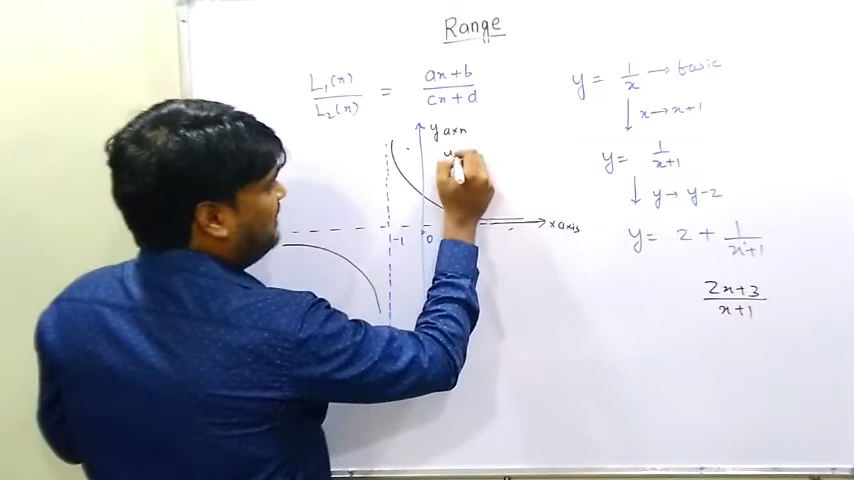 Range
L₁(x)/L₂(x) = ax+b/cx+d
y axis
x axis
-1 0
y = 1/x → basic
↓ x → x+1
y = 1/x+1
↓ y → y-2
y = 2 + 1/x+1
2x+3/x+1